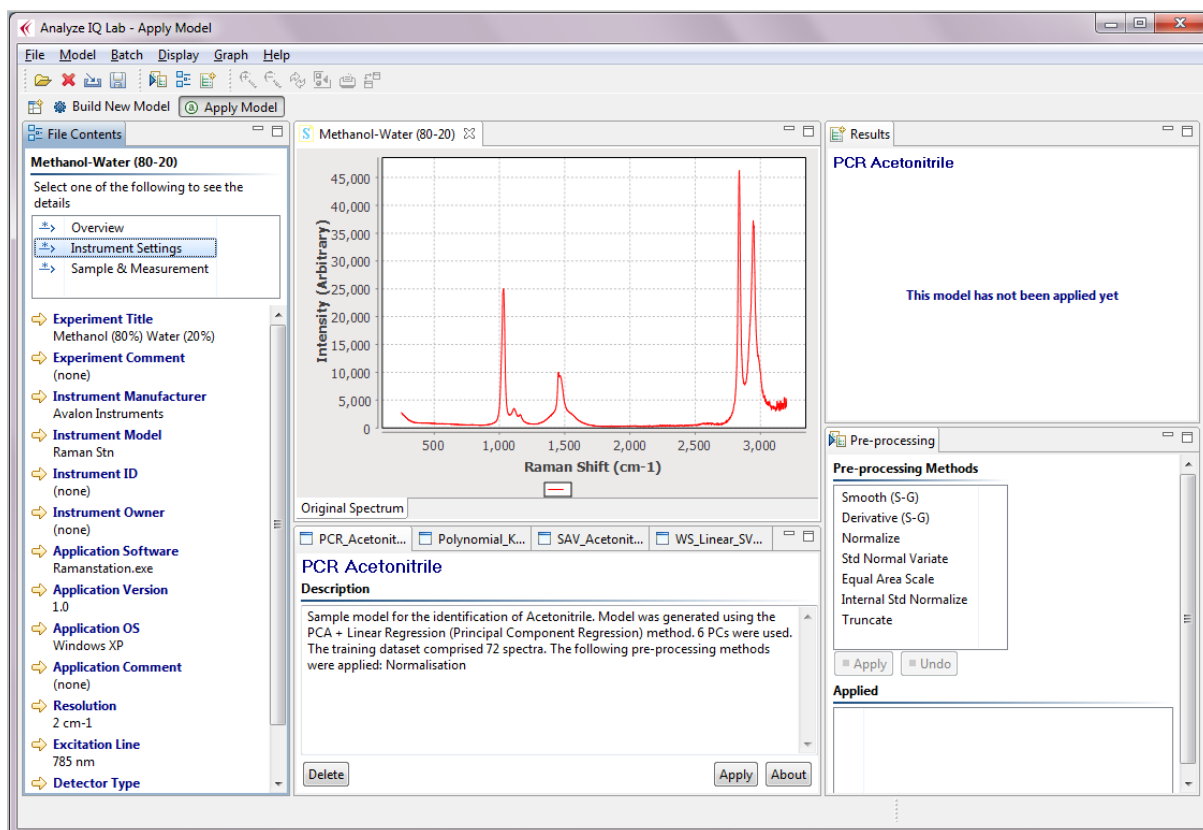 Analyze IQ Lab - Apply Model
File Model Batch Display Graph Help
Build New Model Apply Model
File Contents
Methanol-Water (80-20)
Select one of the following to see the
details
Overview
Instrument Settings
Sample & Measurement
Experiment Title
Methanol (80%) Water (20%)
Experiment Comment
(none)
Instrument Manufacturer
Avalon Instruments
Instrument Model
Raman Stn
Instrument ID
(none)
Instrument Owner
(none)
Application Software
Ramanstation.exe
Application Version
1.0
Application OS
Windows XP
Application Comment
(none)
Resolution
2 cm-1
Excitation Line
785 nm
Detector Type
Methanol-Water (80-20)
Intensity (Arbitrary)
45,000
40,000
35,000
30,000
25,000
20,000
15,000
10,000
5,000
0
500 1,000 1,500 2,000 2,500 3,000
Raman Shift (cm-1)
Original Spectrum
PCR_Acetonit... Polynomial_K... SAV_Acetonit... WS_Linear_SV...
PCR Acetonitrile
Description
Sample model for the identification of Acetonitrile. Model was generated using the
PCA + Linear Regression (Principal Component Regression) method. 6 PCs were used.
The training dataset comprised 72 spectra. The following pre-processing methods
were applied: Normalisation
Delete Apply About
Results
PCR Acetonitrile
This model has not been applied yet
Pre-processing
Pre-processing Methods
Smooth (S-G)
Derivative (S-G)
Normalize
Std Normal Variate
Equal Area Scale
Internal Std Normalize
Truncate
Apply Undo
Applied